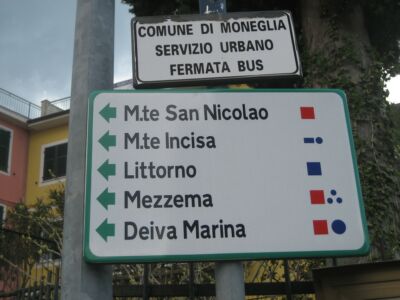 COMUNE DI MONEGLIA
SERVIZIO URBANO
FERMATA BUS
M.te San Nicolao
M.te Incisa
Littorno
Mezzema
Deiva Marina